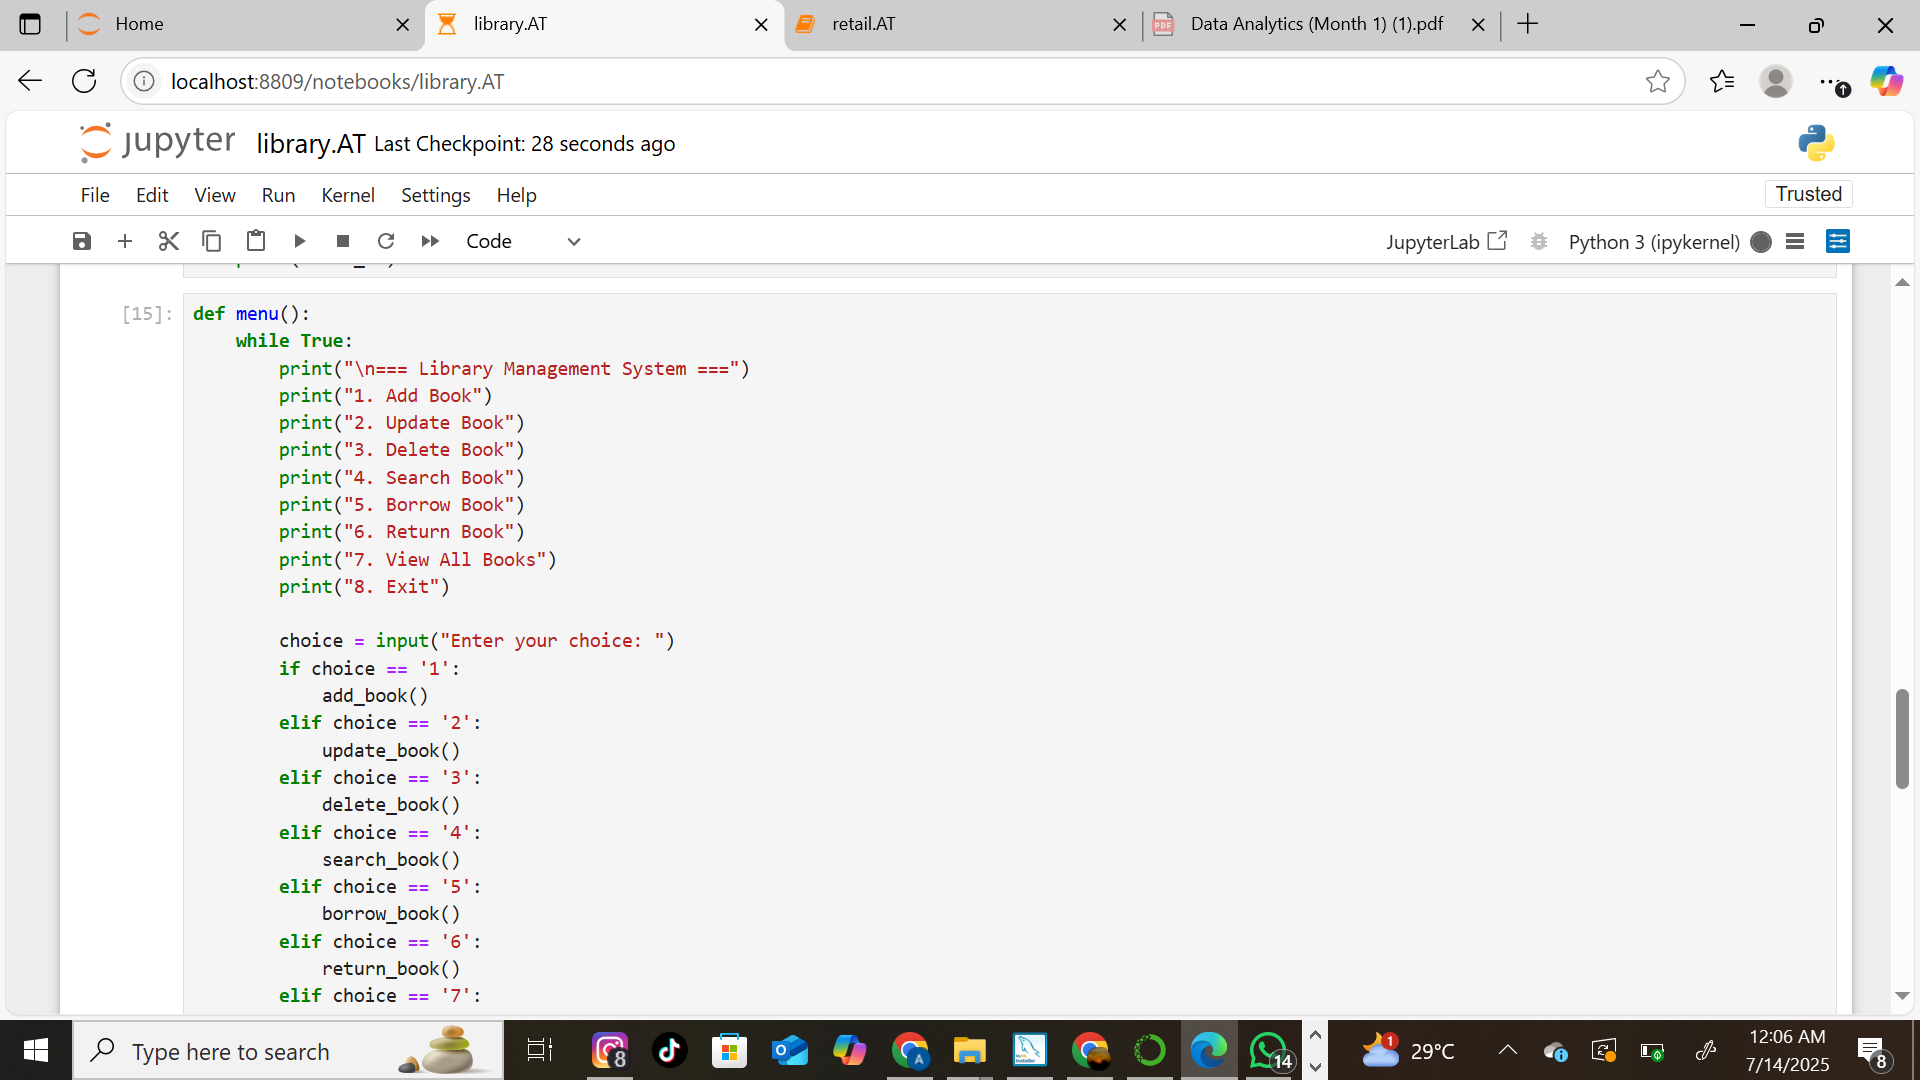 Home
library.AT
retail.AT
PDF
Data Analytics (Month 1) (1).pdf
localhost:8809/notebooks/library.AT
jupyter
library.AT Last Checkpoint: 28 seconds ago
File Edit View Run Kernel Settings Help
Trusted
Code
JupyterLab
Python 3 (ipykernel)
[15]: def menu():
    while True:
        print("\n=== Library Management System ===")
        print("1. Add Book")
        print("2. Update Book")
        print("3. Delete Book")
        print("4. Search Book")
        print("5. Borrow Book")
        print("6. Return Book")
        print("7. View All Books")
        print("8. Exit")
        choice = input("Enter your choice: ")
        if choice == '1':
            add_book()
        elif choice == '2':
            update_book()
        elif choice == '3':
            delete_book()
        elif choice == '4':
            search_book()
        elif choice == '5':
            borrow_book()
        elif choice == '6':
            return_book()
        elif choice == '7':
Type here to search
8
A
14
1
29°C
12:06 AM
7/14/2025
8